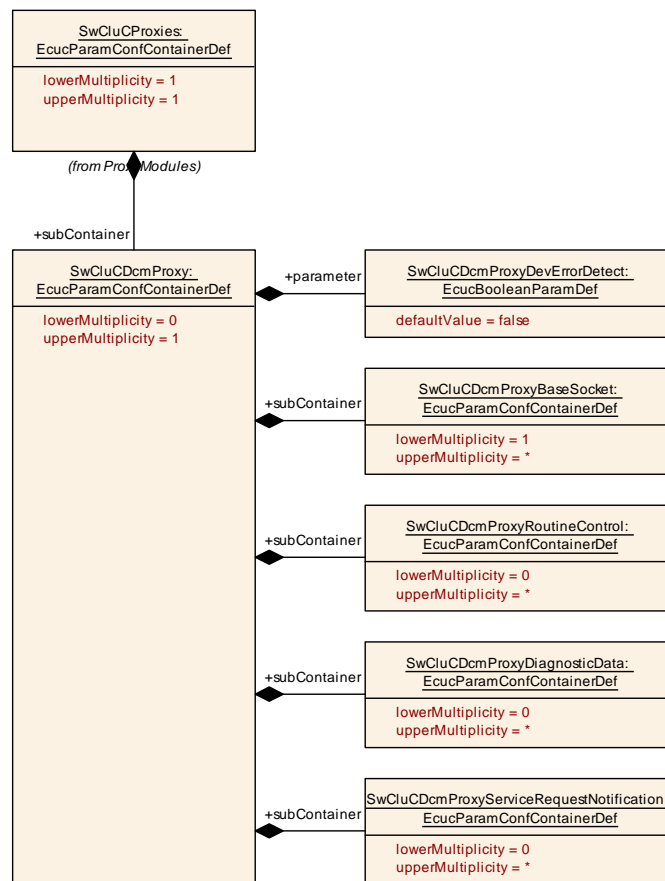 SwCluCProxies:
EcucParamConfContainerDef
lowerMultiplicity = 1
upperMultiplicity = 1
(from ProxyModules)
+subContainer
SwCluCDcmProxy:
EcucParamConfContainerDef
lowerMultiplicity = 0
upperMultiplicity = 1
+parameter
SwCluCDcmProxyDevErrorDetect:
EcucBooleanParamDef
defaultValue = false
+subContainer
SwCluCDcmProxyBaseSocket:
EcucParamConfContainerDef
lowerMultiplicity = 1
upperMultiplicity = *
+subContainer
SwCluCDcmProxyRoutineControl:
EcucParamConfContainerDef
lowerMultiplicity = 0
upperMultiplicity = *
+subContainer
SwCluCDcmProxyDiagnosticData:
EcucParamConfContainerDef
lowerMultiplicity = 0
upperMultiplicity = *
+subContainer
SwCluCDcmProxyServiceRequestNotification
EcucParamConfContainerDef
lowerMultiplicity = 0
upperMultiplicity = *